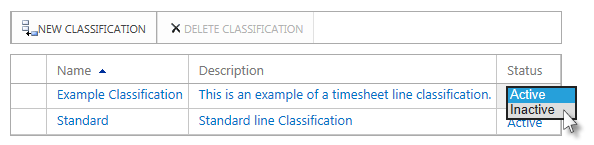 NEW CLASSIFICATION DELETE CLASSIFICATION
Name Description Status
Example Classification This is an example of a timesheet line classification. Active
Inactive
Standard Standard line Classification Active